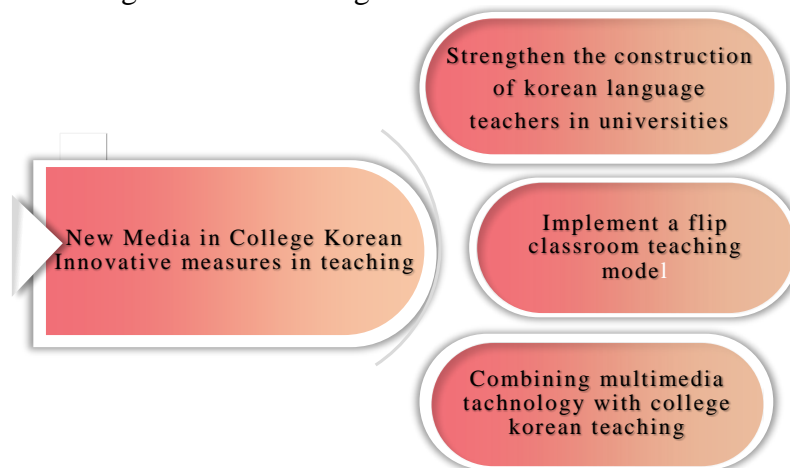 New Media in College Korean
Innovative measures in teaching
Strengthen the construction
of korean language
teachers in universities
Implement a flip
classroom teaching
model
Combining multimedia
tachnology with college
korean teaching